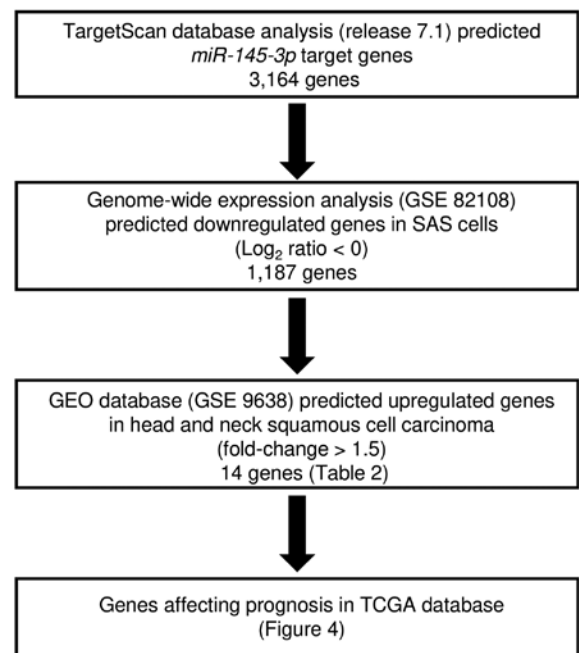 TargetScan database analysis (release 7.1) predicted
miR-145-3p target genes
3,164 genes
Genome-wide expression analysis (GSE 82108)
predicted downregulated genes in SAS cells
(Log₂ ratio < 0)
1,187 genes
GEO database (GSE 9638) predicted upregulated genes
in head and neck squamous cell carcinoma
(fold-change > 1.5)
14 genes (Table 2)
Genes affecting prognosis in TCGA database
(Figure 4)